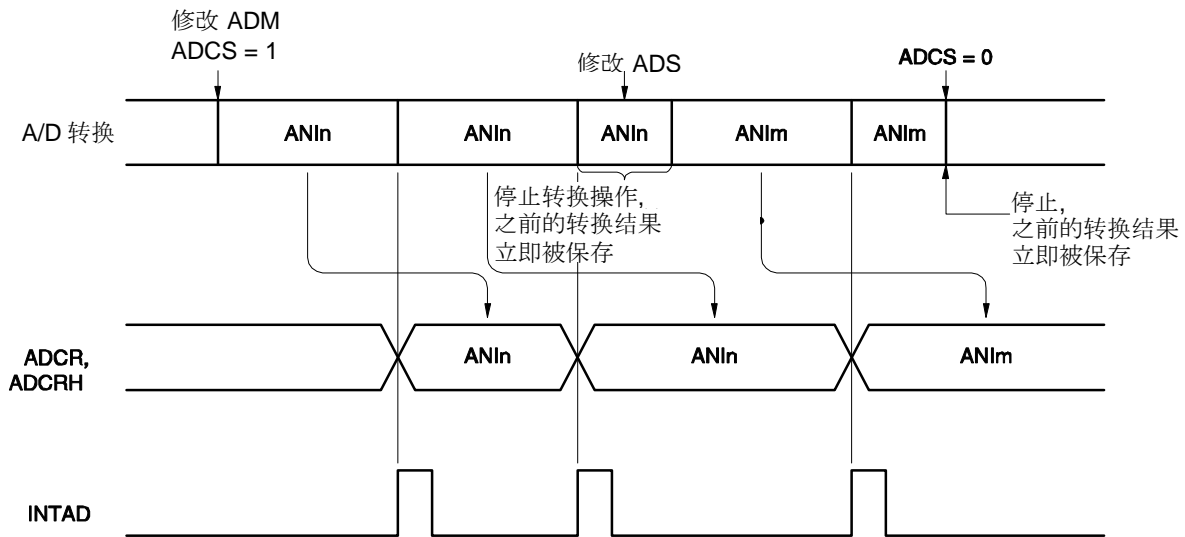 修改 ADM
ADCS = 1
修改 ADS
ADCS = 0
A/D 转换
ANIn
ANIn
ANIn
ANIm
ANIm
停止转换操作,
之前的转换结果
立即被保存
停止,
之前的转换结果
立即被保存
ADCR,
ADCRH
ANIn
ANIn
ANIm
INTAD